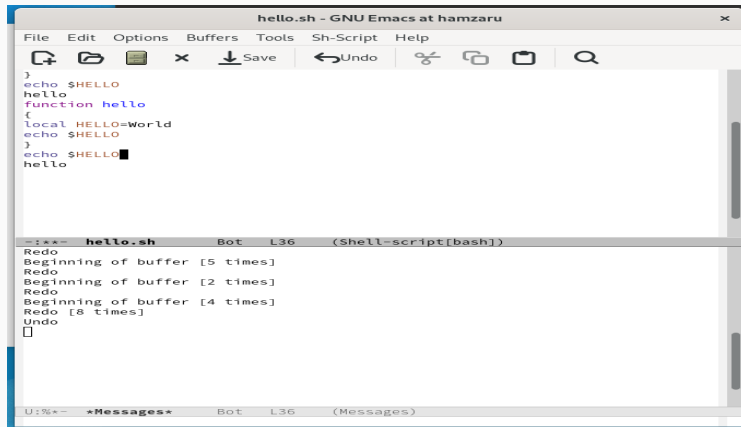 hello.sh - GNU Emacs at hamzaru
File Edit Options Buffers Tools Sh-Script Help
Save Undo
}
echo $HELLO
hello
function hello
{
local HELLO=World
echo $HELLO
}
echo $HELLO
hello
-:**- hello.sh Bot L36 (Shell-script[bash])
Redo
Beginning of buffer [5 times]
Redo
Beginning of buffer [2 times]
Redo
Beginning of buffer [4 times]
Redo [8 times]
Undo
U:%*- *Messages* Bot L36 (Messages)